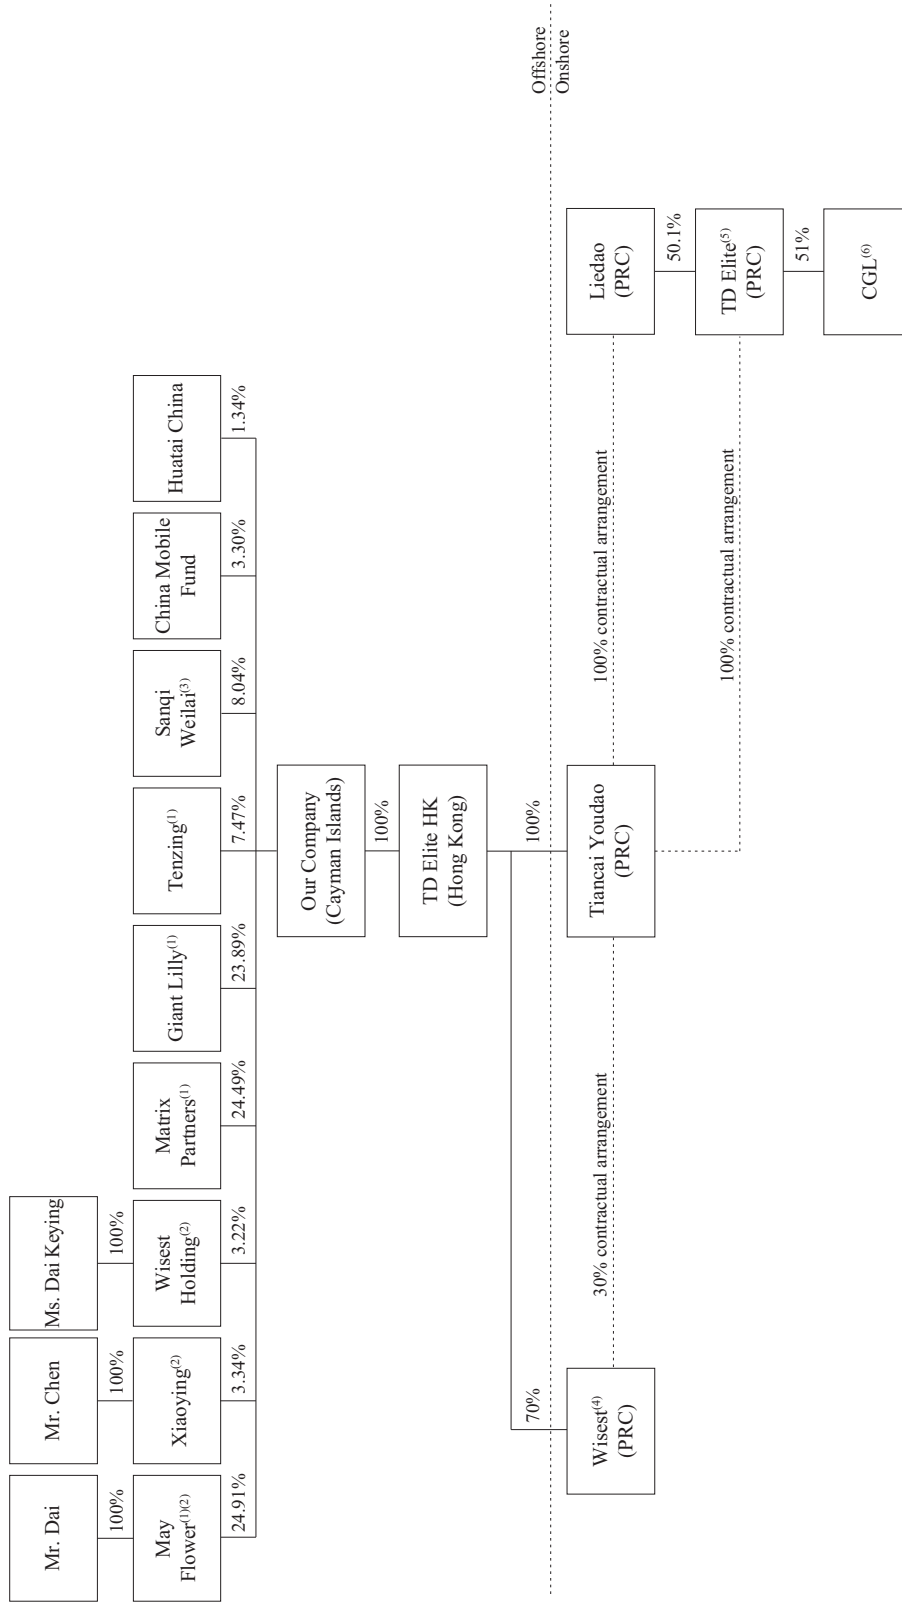 Mr. Dai
Mr. Chen
Ms. Dai Keying
100%
100%
100%
May
Flower(1)(2)
Xiaoying(2)
Wisest
Holding(2)
Matrix
Partners(1)
Giant Lilly(1)
Tenzing(1)
Sanqi
Weilai(3)
China Mobile
Fund
Huatai China
24.91%
3.34%
3.22%
24.49%
23.89%
7.47%
8.04%
3.30%
1.34%
Our Company
(Cayman Islands)
100%
TD Elite HK
(Hong Kong)
70%
100%
Offshore
Onshore
Wisest(4)
(PRC)
30% contractual arrangement
Tiancai Youdao
(PRC)
100% contractual arrangement
Liedao
(PRC)
50.1%
100% contractual arrangement
TD Elite(5)
(PRC)
51%
CGL(6)